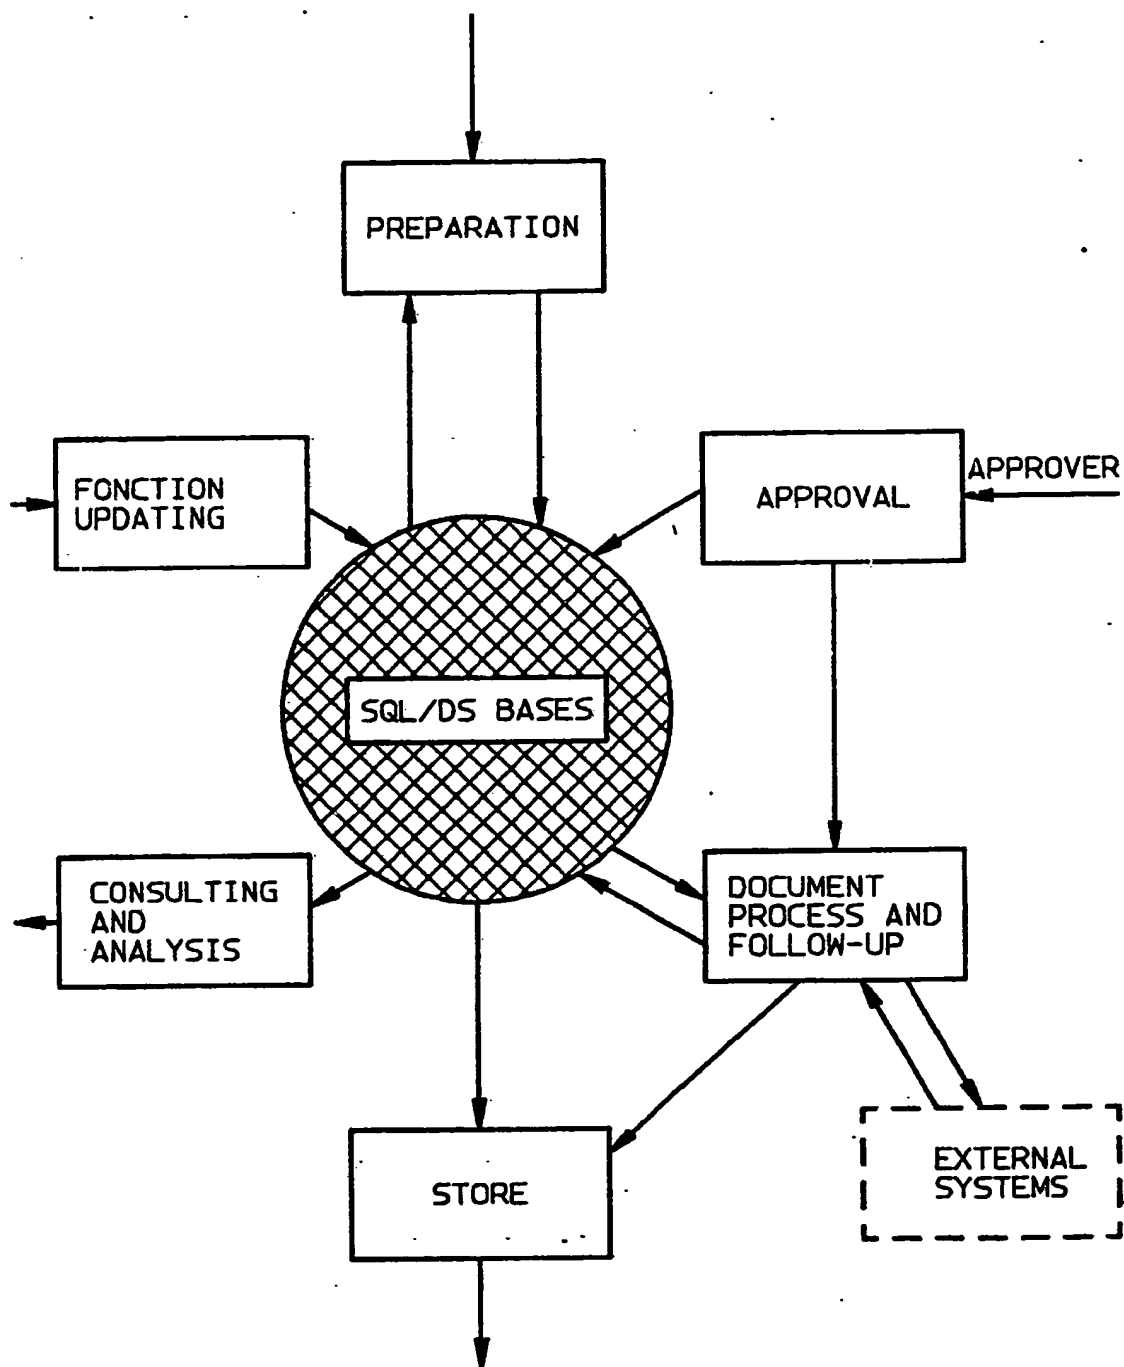 PREPARATION
FONCTION
UPDATING
APPROVAL
APPROVER
SQL/DS BASES
CONSULTING
AND
ANALYSIS
DOCUMENT
PROCESS AND
FOLLOW-UP
STORE
EXTERNAL
SYSTEMS